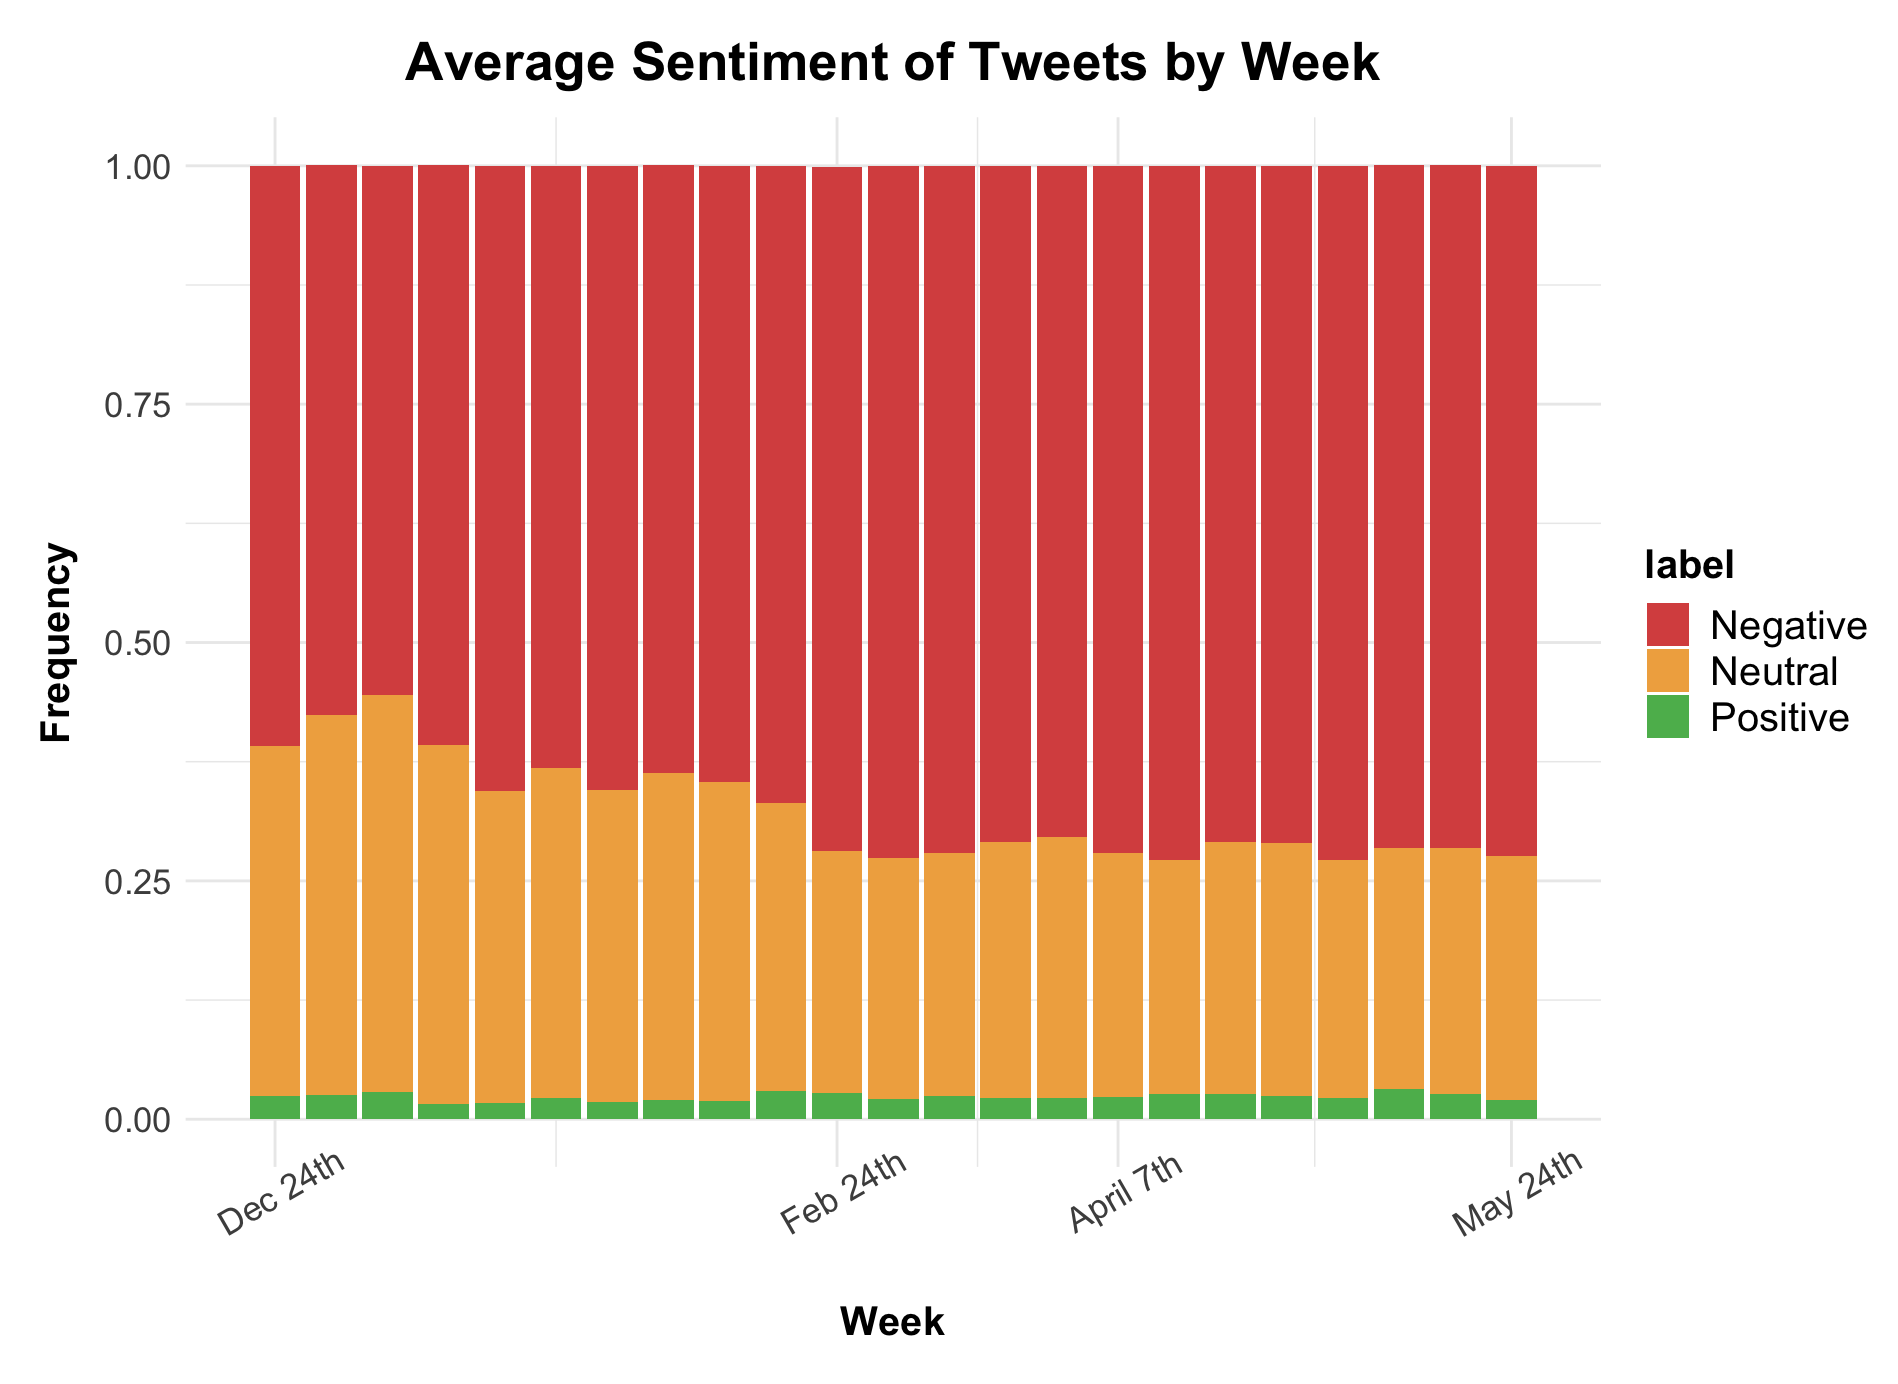 Average Sentiment of Tweets by Week
1.00
0.75
0.50
0.25
0.00
Frequency
Dec 24th
Feb 24th
April 7th
May 24th
Week
label
Negative
Neutral
Positive